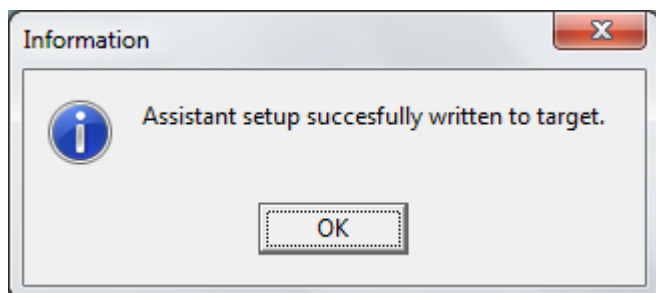 Information
Assistant setup succesfully written to target.
OK